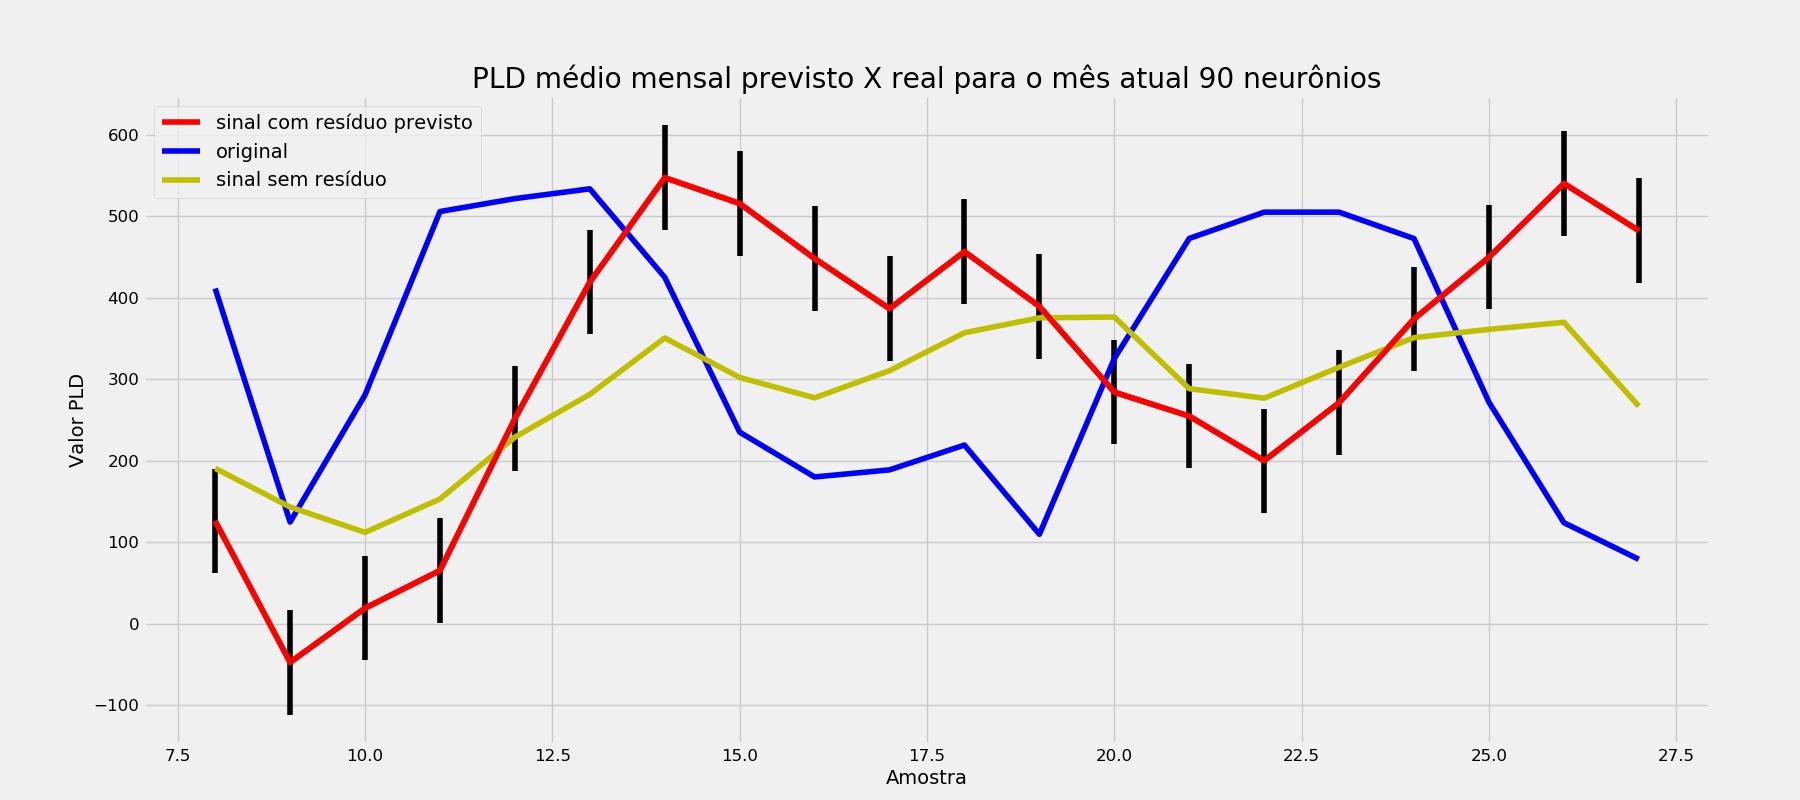 PLD médio mensal previsto X real para o mês atual 90 neurônios
sinal com resíduo previsto
original
sinal sem resíduo
600
500
400
300
200
100
0
−100
Valor PLD
7.5 10.0 12.5 15.0 17.5 20.0 22.5 25.0 27.5
Amostra